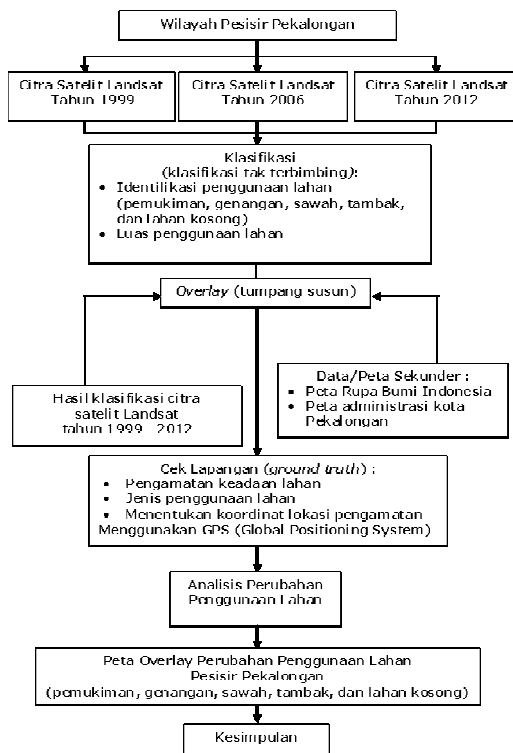 Wilayah Pesisir Pekalongan
Citra Satelit Landsat
Tahun 1999
Citra Satelit Landsat
Tahun 2006
Citra Satelit Landsat
Tahun 2012
Klasifikasi
(klasifikasi tak terbimbing):
• Identilikasi penggunaan lahan
(pemukiman, genangan, sawah, tambak,
dan lahan kosong)
• Luas penggunaan lahan
Overlay (tumpang susun)
Hasil klasifikasi citra
satelit Landsat
tahun 1999 2012
Data/Peta Sekunder :
• Peta Rupa Bumi Indonesia
• Peta administrasi kota
Pekalongan
Cek Lapangan (ground truth) :
• Pengamatan keadaan lahan
• Jenis penggunaan lahan
• Menentukan koordinat lokasi pengamatan
Menggunakan GPS (Global Positioning System)
Analisis Perubahan
Penggunaan Lahan
Peta Overlay Perubahan Penggunaan Lahan
Pesisir Pekalongan
(pemukiman, genangan, sawah, tambak, dan lahan kosong)
Kesimpulan